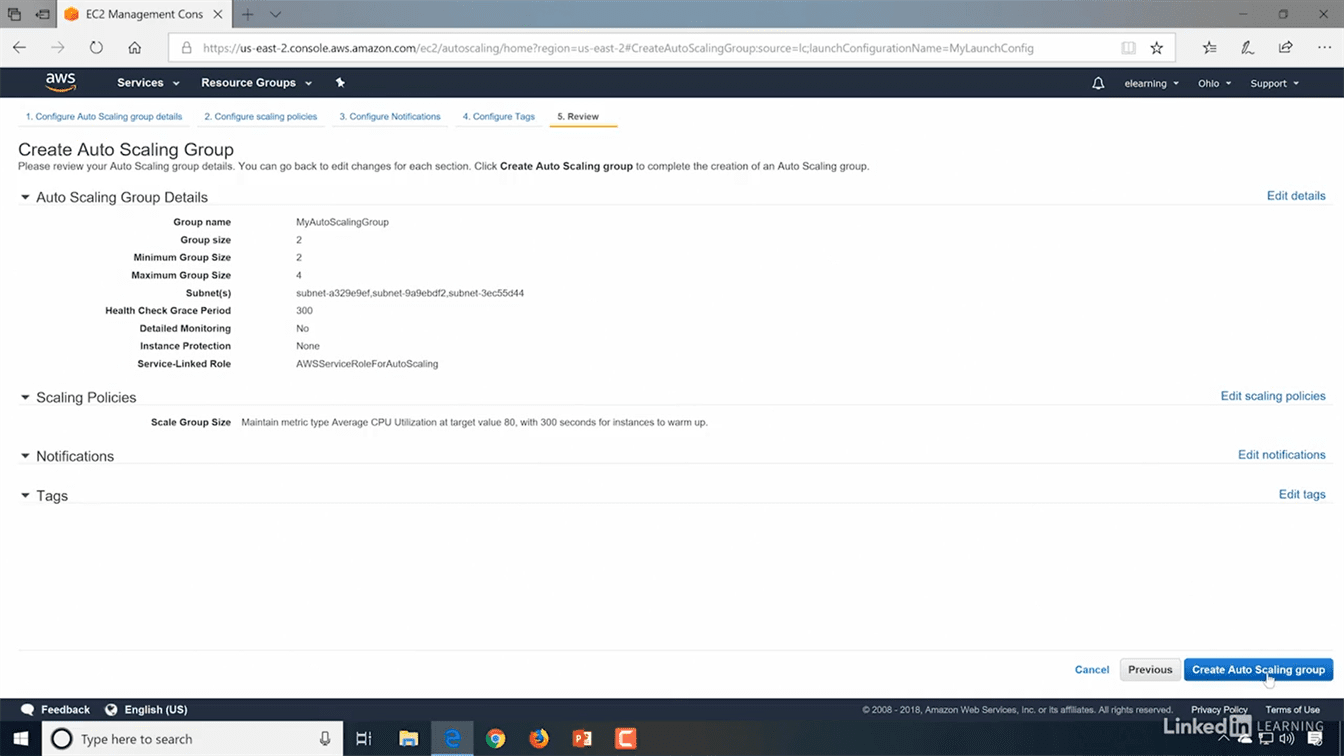 EC2 Management Cons
https://us-east-2.console.aws.amazon.com/ec2/autoscaling/home?region=us-east-2#CreateAutoScalingGroup:source=lc;launchConfigurationName=MyLaunchConfig
aws Services Resource Groups elearning Ohio Support
1. Configure Auto Scaling group details 2. Configure scaling policies 3. Configure Notifications 4. Configure Tags 5. Review
Create Auto Scaling Group
Please review your Auto Scaling group details. You can go back to edit changes for each section. Click Create Auto Scaling group to complete the creation of an Auto Scaling group.
Auto Scaling Group Details Edit details
Group name MyAutoScalingGroup
Group size 2
Minimum Group Size 2
Maximum Group Size 4
Subnet(s) subnet-a329e9ef,subnet-9a9ebdf2,subnet-3ec55d44
Health Check Grace Period 300
Detailed Monitoring No
Instance Protection None
Service-Linked Role AWSServiceRoleForAutoScaling
Scaling Policies Edit scaling policies
Scale Group Size Maintain metric type Average CPU Utilization at target value 80, with 300 seconds for instances to warm up.
Notifications Edit notifications
Tags Edit tags
Cancel Previous Create Auto Scaling group
Feedback English (US) © 2008 - 2018, Amazon Web Services, Inc. or its affiliates. All rights reserved. Privacy Policy Terms of Use
LinkedIn LEARNING
Type here to search